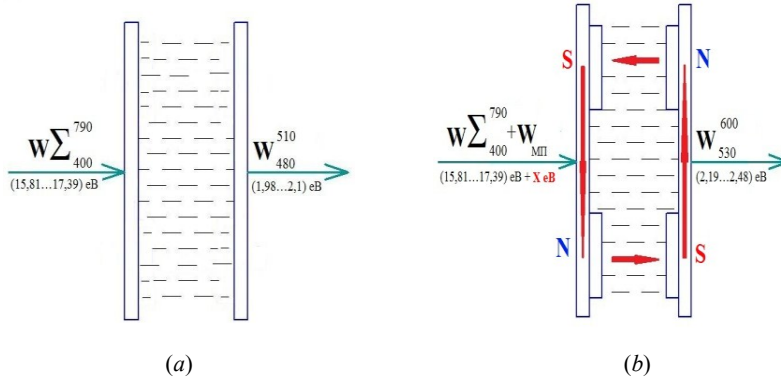 WΣ 790 400
(15,81...17,39) eB
W 510 480
(1,98...2,1) eB
(a)
S
N
WΣ 790 400 +W МП
(15,81...17,39) eB + X eB
W 600 530
(2,19...2,48) eB
N
S
(b)